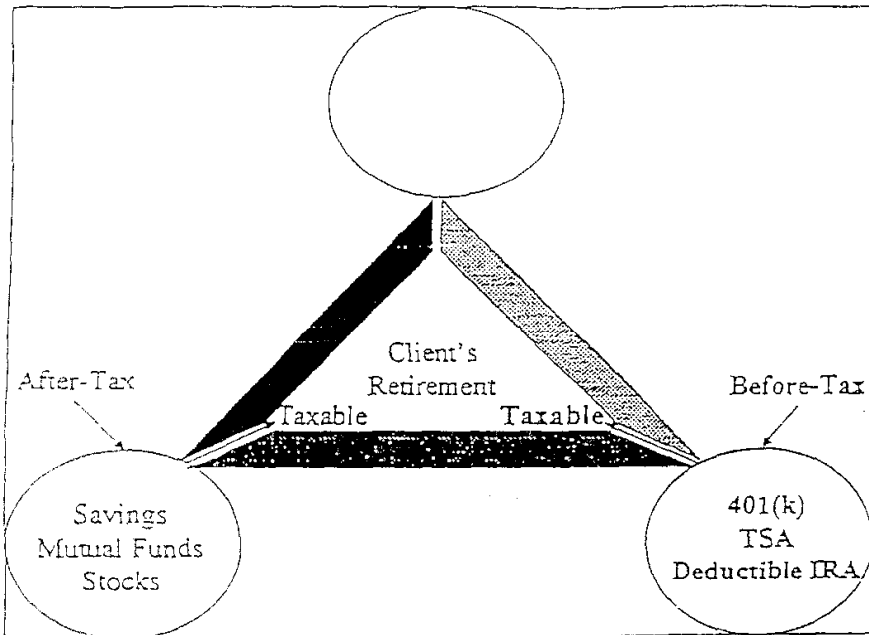 Client's
Retirement
After-Tax
Before-Tax
Taxable
Taxable
Savings
Mutual Funds
Stocks
401(k)
TSA
Deductible IRA